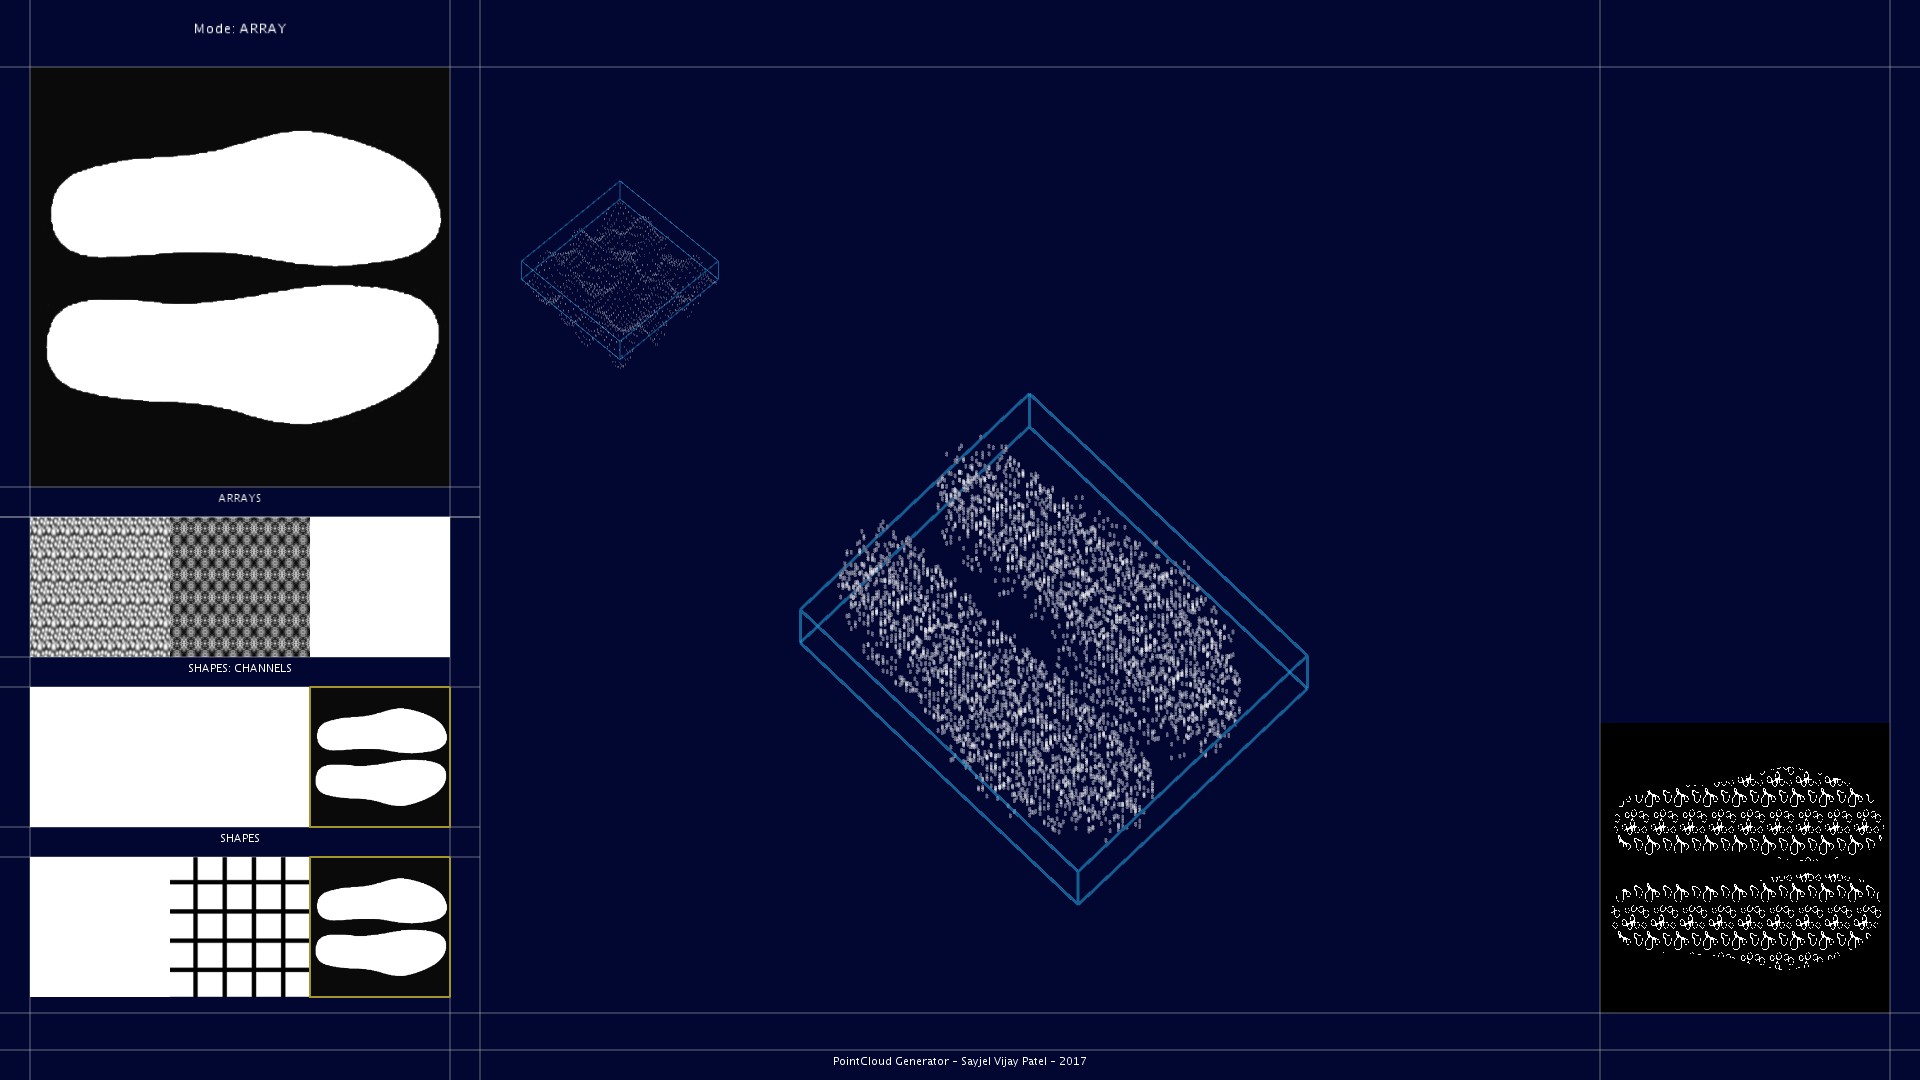 Mode: ARRAY
ARRAYS
SHAPES: CHANNELS
SHAPES
PointCloud Generator - Sayjel Vijay Patel - 2017